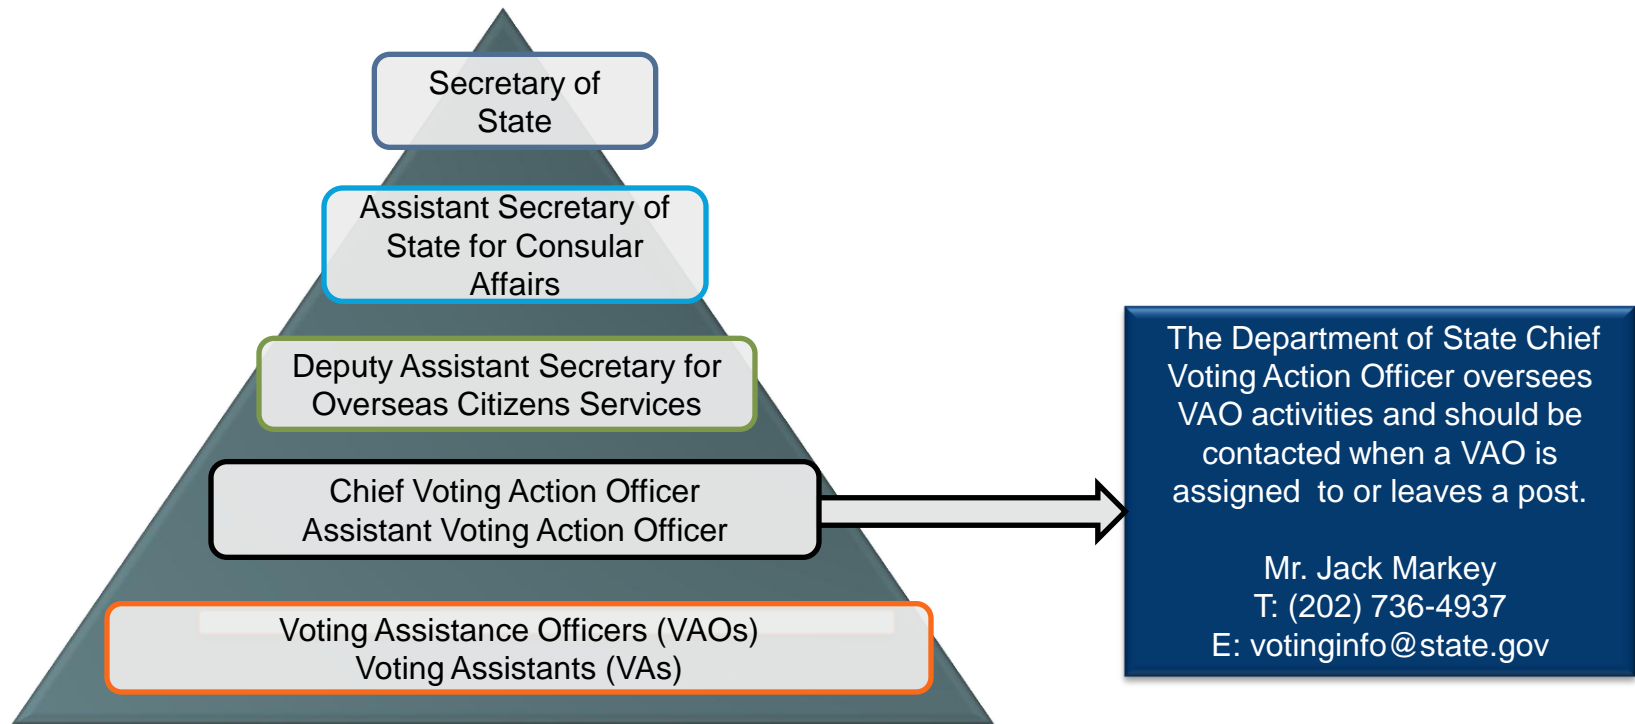 Secretary of
State
Assistant Secretary of
State for Consular
Affairs
Deputy Assistant Secretary for
Overseas Citizens Services
Chief Voting Action Officer
Assistant Voting Action Officer
Voting Assistance Officers (VAOs)
Voting Assistants (VAs)
The Department of State Chief
Voting Action Officer oversees
VAO activities and should be
contacted when a VAO is
assigned  to or leaves a post.
Mr. Jack Markey
T: (202) 736-4937
E: votinginfo@state.gov